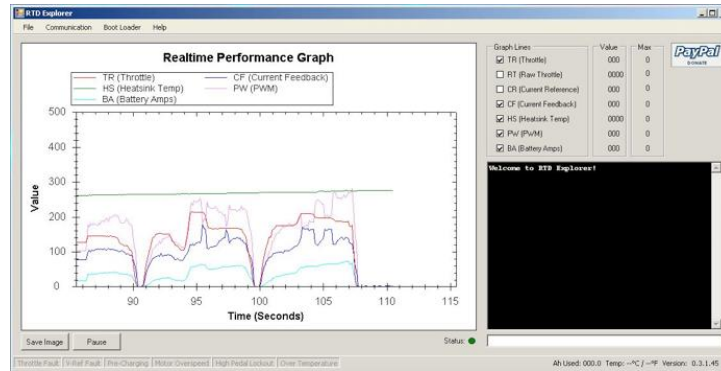 RTD Explorer
File Communication Boot Loader Help
Realtime Performance Graph
TR (Throttle) CF (Current Feedback)
HS (Heatsink Temp) PW (PWM)
BA (Battery Amps)
500
400
300
200
100
0
Value
90 95 100 105 110 115
Time (Seconds)
Graph Lines Value Max
TR (Throttle) 000 0
RT (Raw Throttle) 0000 0
CR (Current Reference) 000 0
CF (Current Feedback) 000 0
HS (Heatsink Temp) 0000 0
PW (PWM) 000 0
BA (Battery Amps) 000 0
PayPal
DONATE
Welcome to RTD Explorer!
Save Image Pause Status:
Throttle Fault V-Ref Fault Pre-Charging Motor Overspeed High Pedal Lockout Over Temperature
Ah Used: 000.0 Temp: --°C / --°F Version: 0.3.1.45